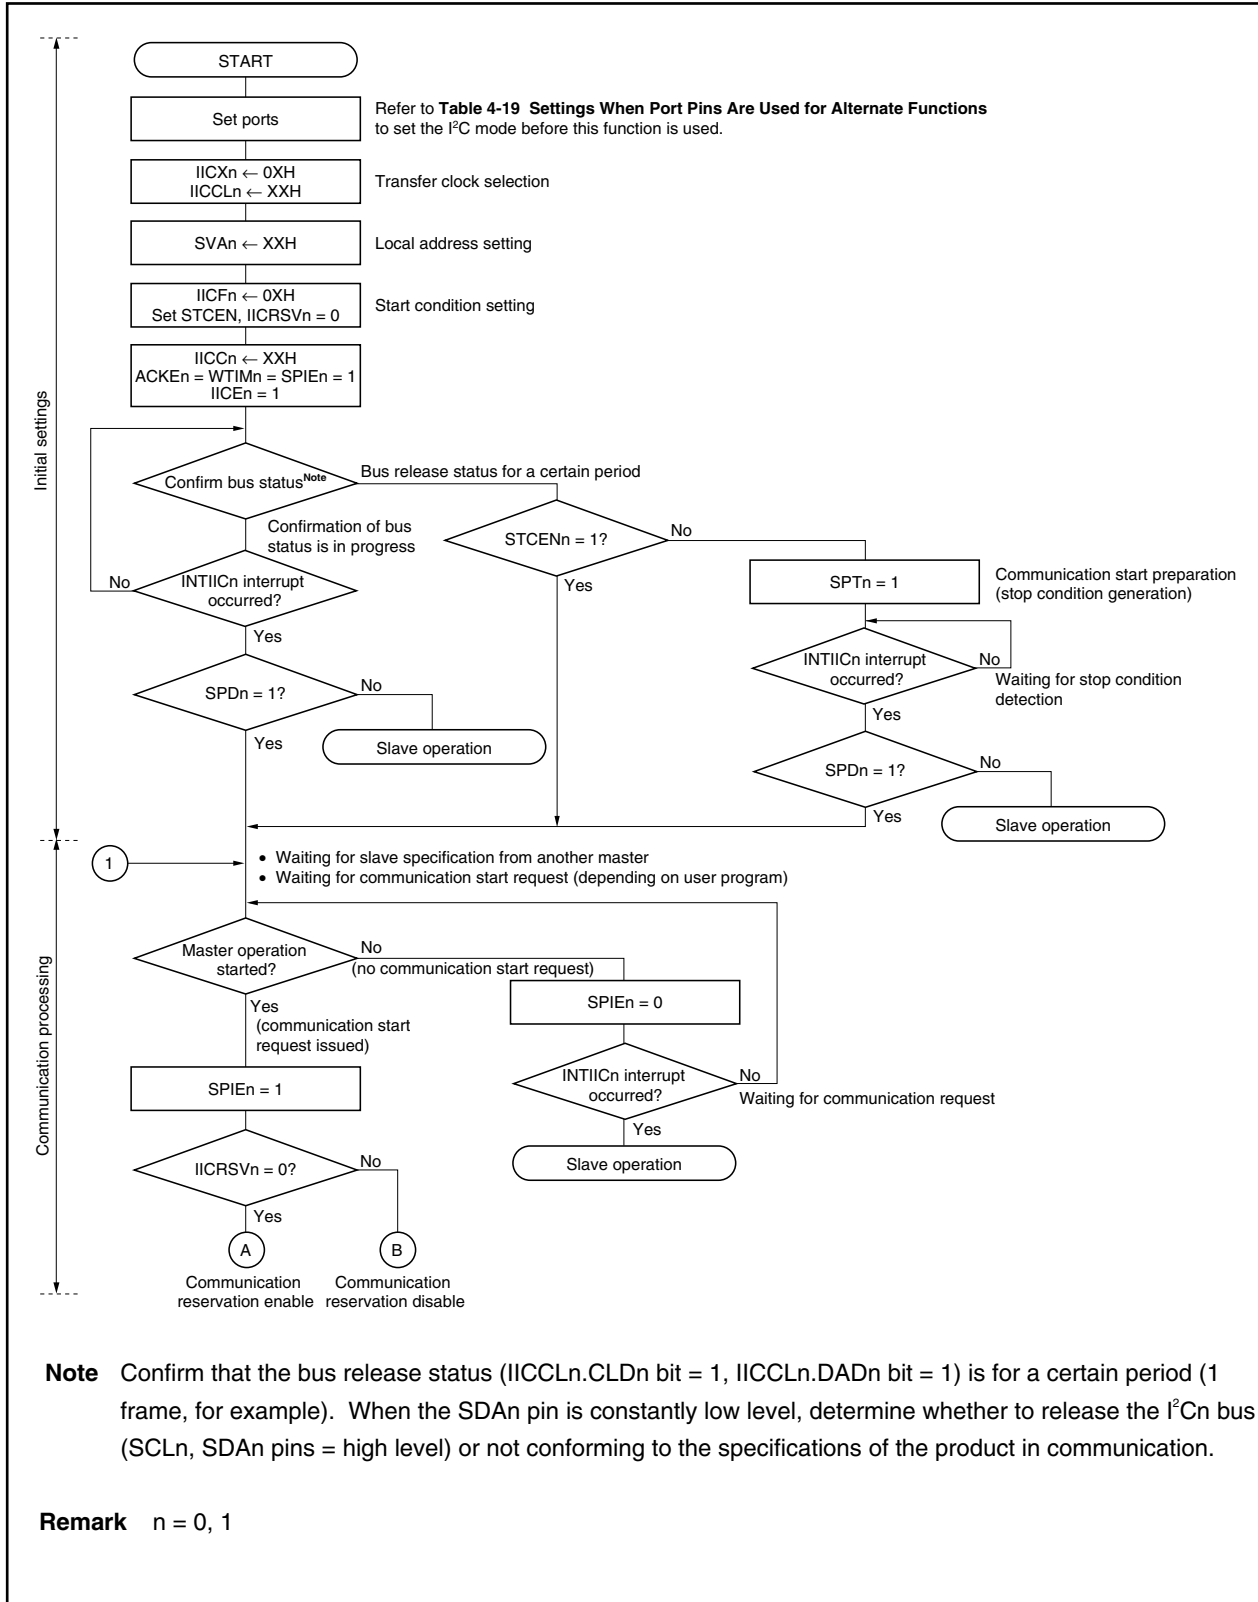 START
Set ports
Refer to Table 4-19 Settings When Port Pins Are Used for Alternate Functions
to set the I²C mode before this function is used.
IICXn ← 0XH
IICCLn ← XXH
Transfer clock selection
SVAn ← XXH
Local address setting
IICFn ← 0XH
Set STCEN, IICRSVn = 0
Start condition setting
IICCn ← XXH
ACKEn = WTIMn = SPIEn = 1
IICEn = 1
Initial settings
Confirm bus status^Note
Bus release status for a certain period
Confirmation of bus
status is in progress
STCENn = 1?
No
Yes
INTIICn interrupt
occurred?
No
Yes
SPTn = 1
Communication start preparation
(stop condition generation)
INTIICn interrupt
occurred?
No
Waiting for stop condition
detection
Yes
SPDn = 1?
No
Yes
Slave operation
SPDn = 1?
No
Yes
Slave operation
1
• Waiting for slave specification from another master
• Waiting for communication start request (depending on user program)
Communication processing
Master operation
started?
No
(no communication start request)
Yes
(communication start
request issued)
SPIEn = 0
SPIEn = 1
INTIICn interrupt
occurred?
No
Waiting for communication request
Yes
Slave operation
IICRSVn = 0?
No
Yes
A
B
Communication
reservation enable
Communication
reservation disable
Note Confirm that the bus release status (IICCLn.CLDn bit = 1, IICCLn.DADn bit = 1) is for a certain period (1
frame, for example). When the SDAn pin is constantly low level, determine whether to release the I²Cn bus
(SCLn, SDAn pins = high level) or not conforming to the specifications of the product in communication.
Remark n = 0, 1